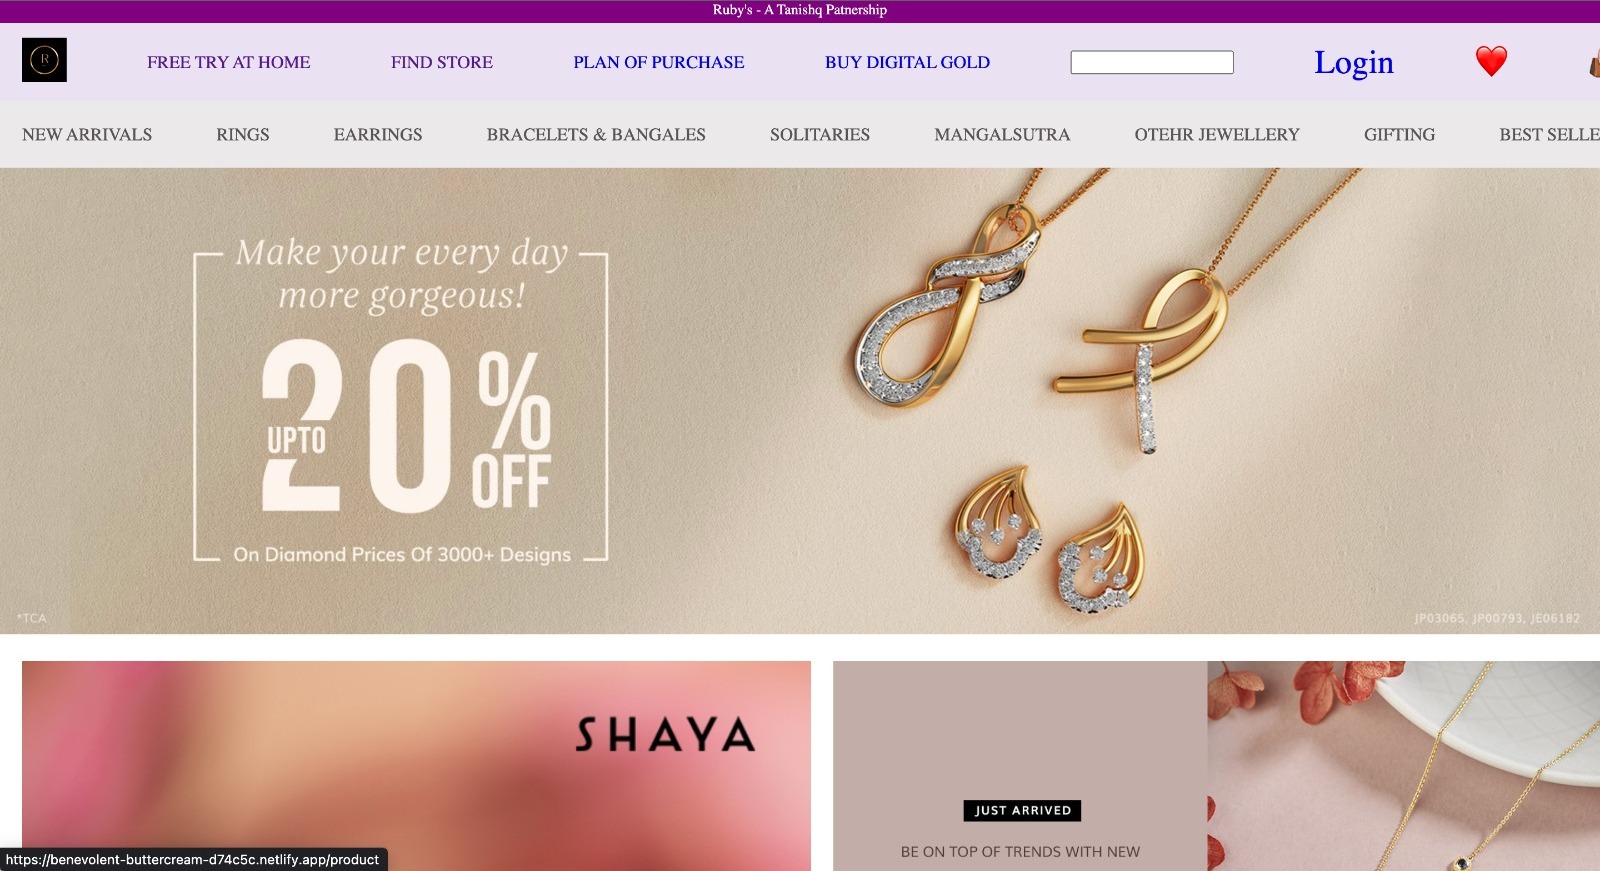 Ruby's - A Tanishq Patnership
R
FREE TRY AT HOME
FIND STORE
PLAN OF PURCHASE
BUY DIGITAL GOLD
Login
NEW ARRIVALS
RINGS
EARRINGS
BRACELETS & BANGALES
SOLITARIES
MANGALSUTRA
OTEHR JEWELLERY
GIFTING
BEST SELLE
Make your every day
more gorgeous!
UPTO
20%
OFF
On Diamond Prices Of 3000+ Designs
*TCA
JP03065, JP00793, JE06182
SHAYA
JUST ARRIVED
BE ON TOP OF TRENDS WITH NEW
https://benevolent-buttercream-d74c5c.netlify.app/product